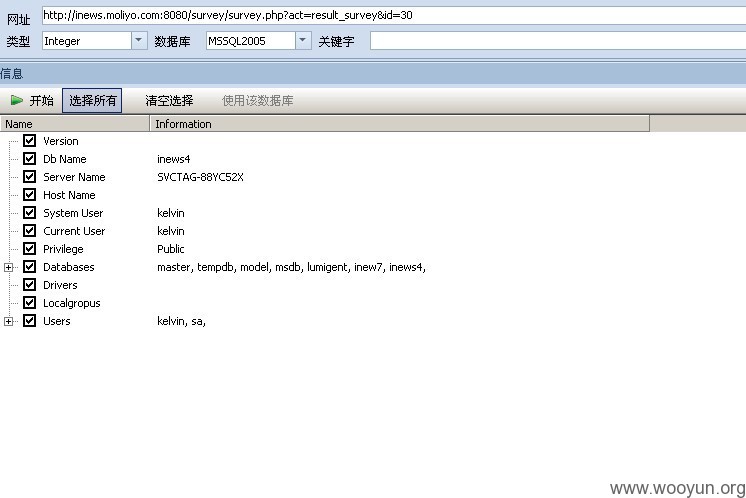 网址 http://inews.moliyo.com:8080/survey/survey.php?act=result_survey&id=30
类型 Integer 数据库 MSSQL2005 关键字
信息
开始 选择所有 清空选择 使用该数据库
Name Information
Version
Db Name inews4
Server Name SVCTAG-88YC52X
Host Name
System User kelvin
Current User kelvin
Privilege Public
Databases master, tempdb, model, msdb, lumigent, inew7, inews4,
Drivers
Localgropus
Users kelvin, sa,
www.wooyun.org